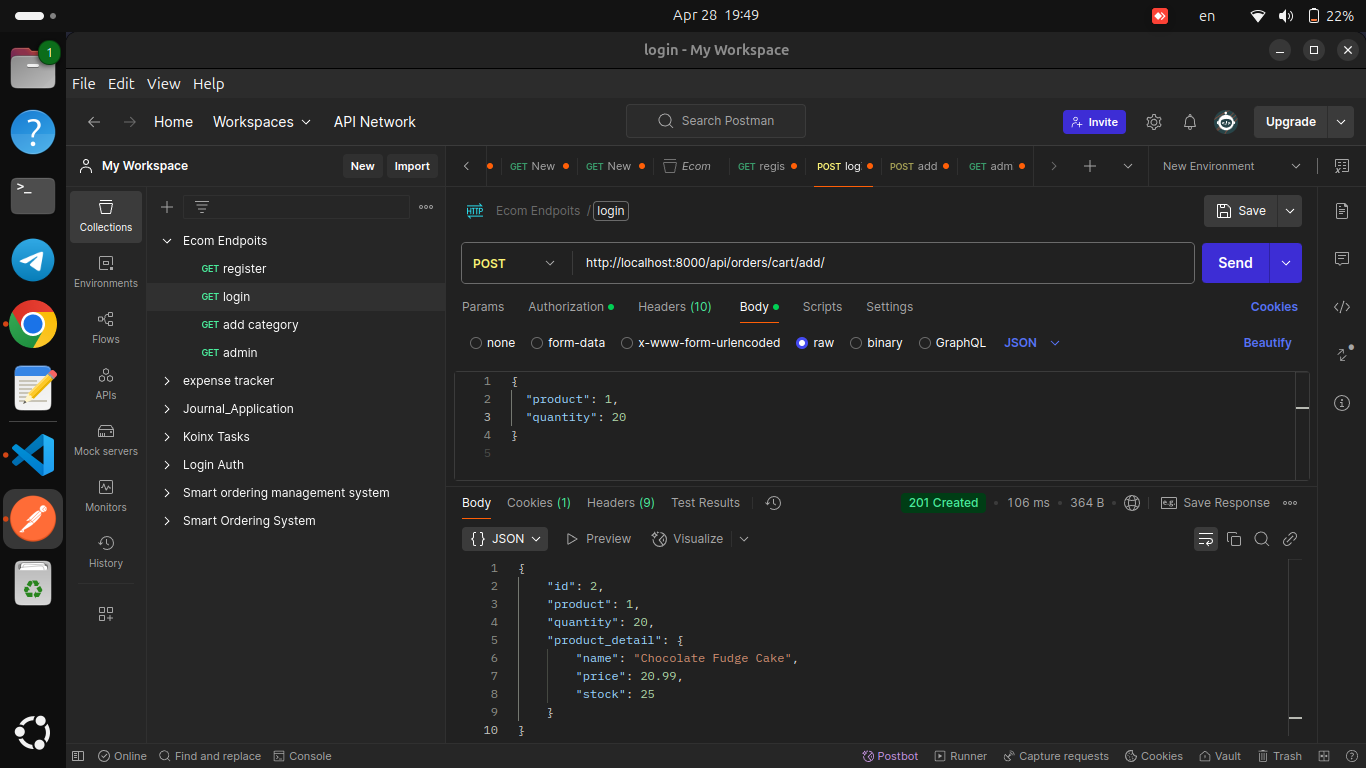 Apr 28 19:49
en
22%
1
login - My Workspace
File Edit View Help
Home Workspaces API Network
Search Postman
Invite
Upgrade
My Workspace
New Import
GET New
GET New
Ecom
GET regis
POST log
POST add
GET adm
New Environment
Collections
Environments
Flows
APIs
Mock servers
Monitors
History
Ecom Endpoits
GET register
GET login
GET add category
GET admin
expense tracker
Journal_Application
Koinx Tasks
Login Auth
Smart ordering management system
Smart Ordering System
HTTP Ecom Endpoits / login
Save
POST http://localhost:8000/api/orders/cart/add/
Send
Params Authorization Headers (10) Body Scripts Settings
Cookies
none form-data x-www-form-urlencoded raw binary GraphQL JSON
Beautify
1 {
2 "product": 1,
3 "quantity": 20
4 }
5
Body Cookies (1) Headers (9) Test Results
201 Created 106 ms 364 B
e.g. Save Response
{} JSON Preview Visualize
1 {
2 "id": 2,
3 "product": 1,
4 "quantity": 20,
5 "product_detail": {
6 "name": "Chocolate Fudge Cake",
7 "price": 20.99,
8 "stock": 25
9 }
10 }
Online Find and replace Console
Postbot Runner Capture requests Cookies Vault Trash